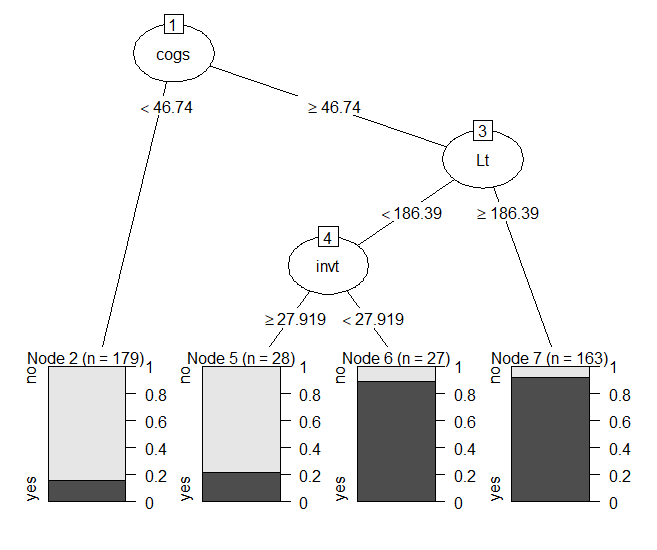 1
cogs
< 46.74
≥ 46.74
3
Lt
< 186.39
≥ 186.39
4
invt
≥ 27.919
< 27.919
Node 2 (n = 179)
no
yes
1
0.8
0.6
0.4
0.2
0
Node 5 (n = 28)
no
yes
1
0.8
0.6
0.4
0.2
0
Node 6 (n = 27)
no
yes
1
0.8
0.6
0.4
0.2
0
Node 7 (n = 163)
no
yes
1
0.8
0.6
0.4
0.2
0